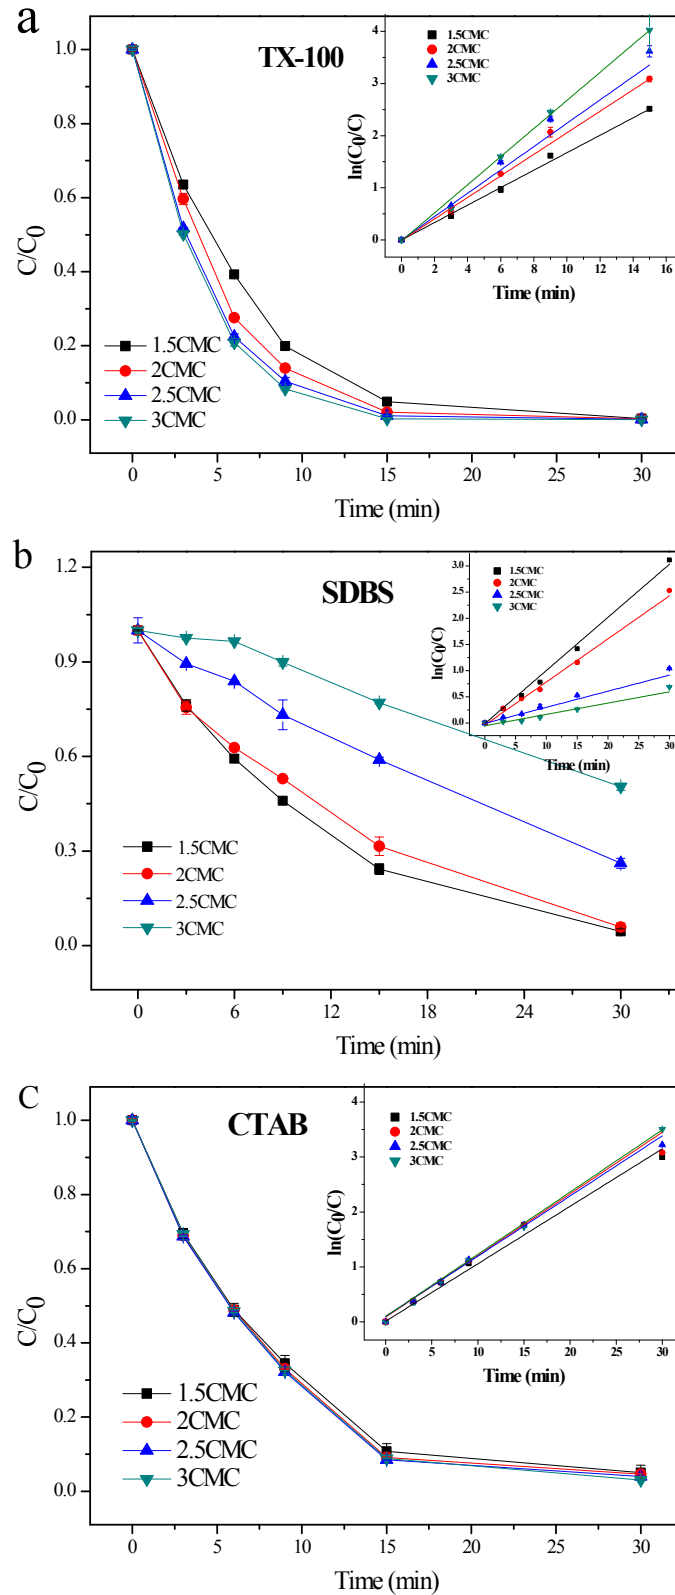 a
TX-100
C/C0
1.0
0.8
0.6
0.4
0.2
0.0
0
5
10
15
20
25
30
Time (min)
1.5CMC
2CMC
2.5CMC
3CMC
ln(C0/C)
4
3
2
1
0
0
2
4
6
8
10
12
14
16
Time (min)
1.5CMC
2CMC
2.5CMC
3CMC
b
SDBS
C/C0
1.2
0.9
0.6
0.3
0.0
0
6
12
18
24
30
Time (min)
1.5CMC
2CMC
2.5CMC
3CMC
ln(C0/C)
3.0
2.5
2.0
1.5
1.0
0.5
0.0
0
5
10
15
20
25
30
Time (min)
1.5CMC
2CMC
2.5CMC
3CMC
C
CTAB
C/C0
1.0
0.8
0.6
0.4
0.2
0.0
0
5
10
15
20
25
30
Time (min)
1.5CMC
2CMC
2.5CMC
3CMC
ln(C0/C)
4
3
2
1
0
0
5
10
15
20
25
30
Time (min)
1.5CMC
2CMC
2.5CMC
3CMC